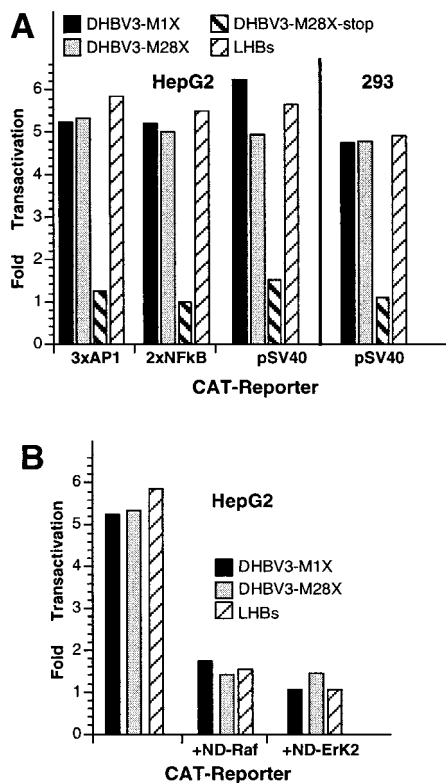 A
DHBV3-M1X
DHBV3-M28X-stop
DHBV3-M28X
LHBs
HepG2
293
Fold Transactivation
6
5
4
3
2
1
0
3xAP1
2xNFkB
pSV40
pSV40
CAT-Reporter
B
HepG2
DHBV3-M1X
DHBV3-M28X
LHBs
Fold Transactivation
6
5
4
3
2
1
0
+ND-Raf
+ND-ErK2
CAT-Reporter